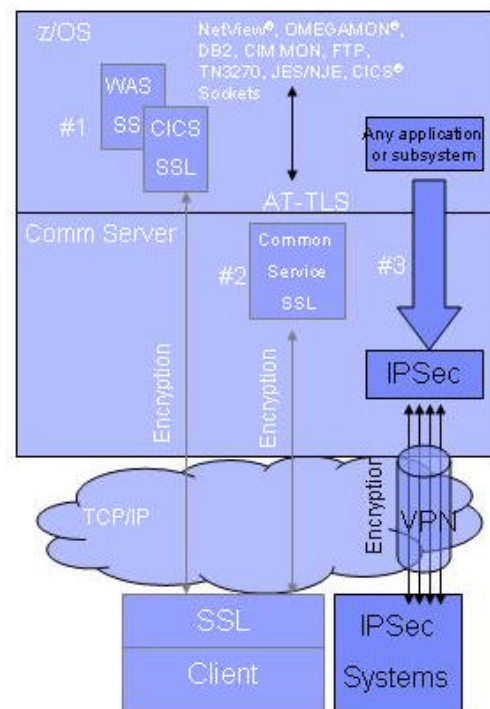 z/OS
NetView®, OMEGAMON®,
DB2, CIM MON, FTP,
TN3270, JES/NJE, CICS®
Sockets
WAS
SS
#1
CICS
SSL
Any application
or subsystem
AT-TLS
Comm Server
Common
Service
SSL
#2
#3
IPSec
Encryption
Encryption
Encryption
TCP/IP
VPN
SSL
Client
IPSec
Systems